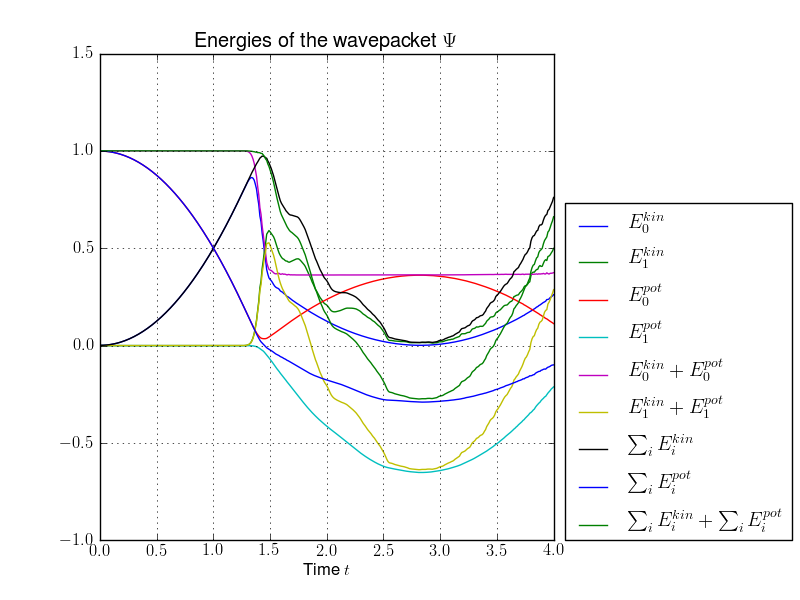 Energies of the wavepacket Ψ
1.5
1.0
0.5
0.0
−0.5
−1.0
0.0 0.5 1.0 1.5 2.0 2.5 3.0 3.5 4.0
Time t
E_0^{kin}
E_1^{kin}
E_0^{pot}
E_1^{pot}
E_0^{kin} + E_0^{pot}
E_1^{kin} + E_1^{pot}
∑_i E_i^{kin}
∑_i E_i^{pot}
∑_i E_i^{kin} + ∑_i E_i^{pot}